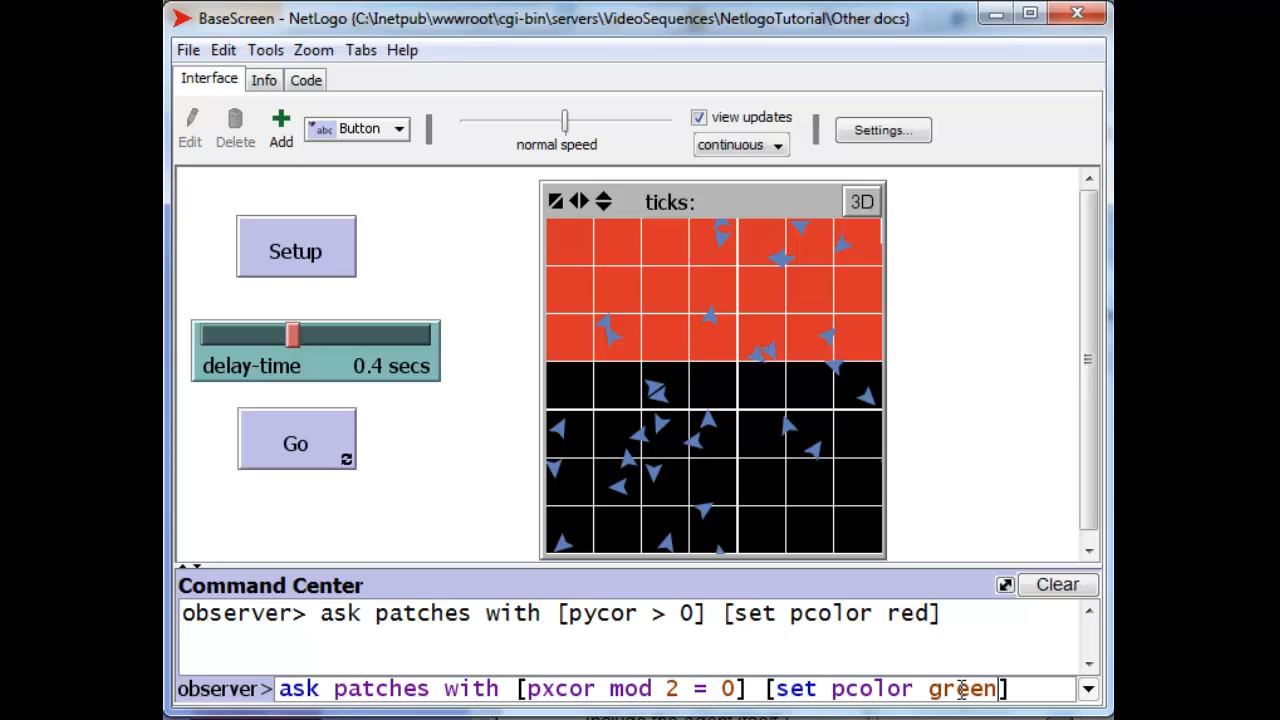 BaseScreen - NetLogo {C:\Inetpub\wwwroot\cgi-bin\servers\VideoSequences\NetlogoTutorial\Other docs}
File Edit Tools Zoom Tabs Help
Interface Info Code
Edit Delete Add abc Button normal speed view updates continuous Settings...
ticks: 3D
Setup
delay-time 0.4 secs
Go
Command Center Clear
observer> ask patches with [pycor > 0] [set pcolor red]
observer> ask patches with [pxcor mod 2 = 0] [set pcolor green]